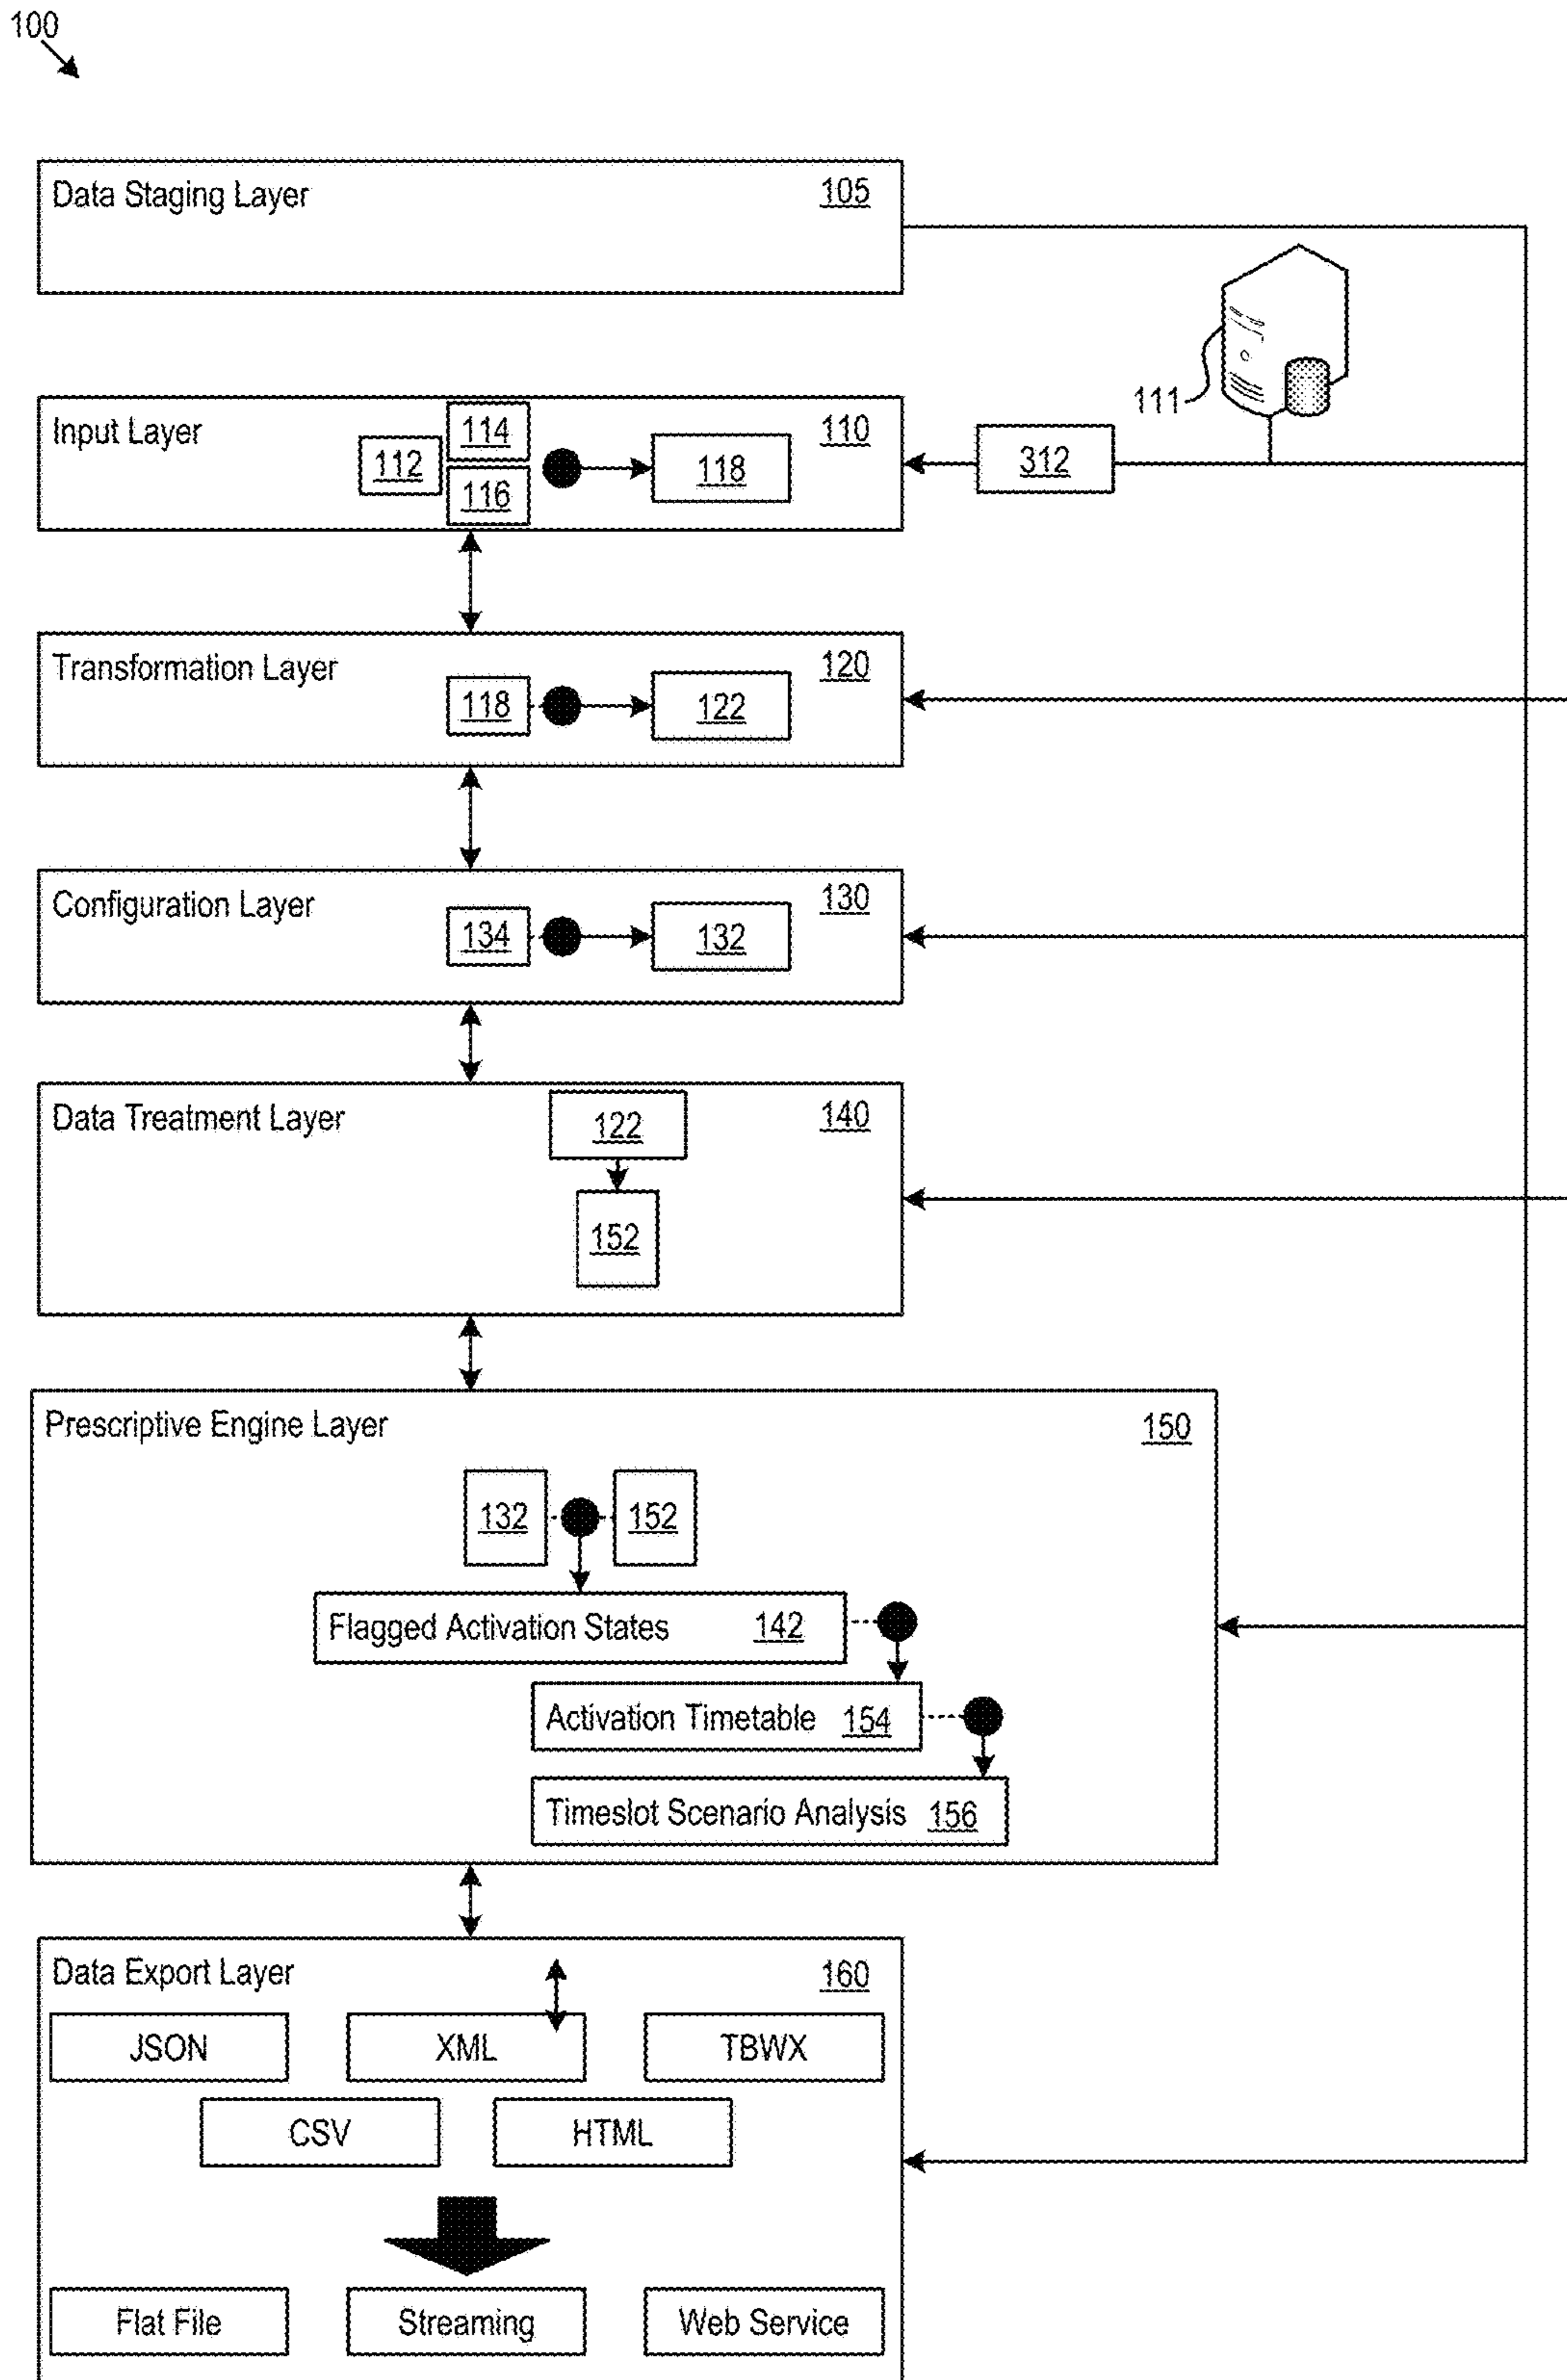 100
Data Staging Layer 105
111
Input Layer 112 114 116 118 110 312
Transformation Layer 118 122 120
Configuration Layer 134 132 130
Data Treatment Layer 122 140
152
Prescriptive Engine Layer 150
132 152
Flagged Activation States 142
Activation Timetable 154
Timeslot Scenario Analysis 156
Data Export Layer 160
JSON XML TBWX
CSV HTML
Flat File Streaming Web Service